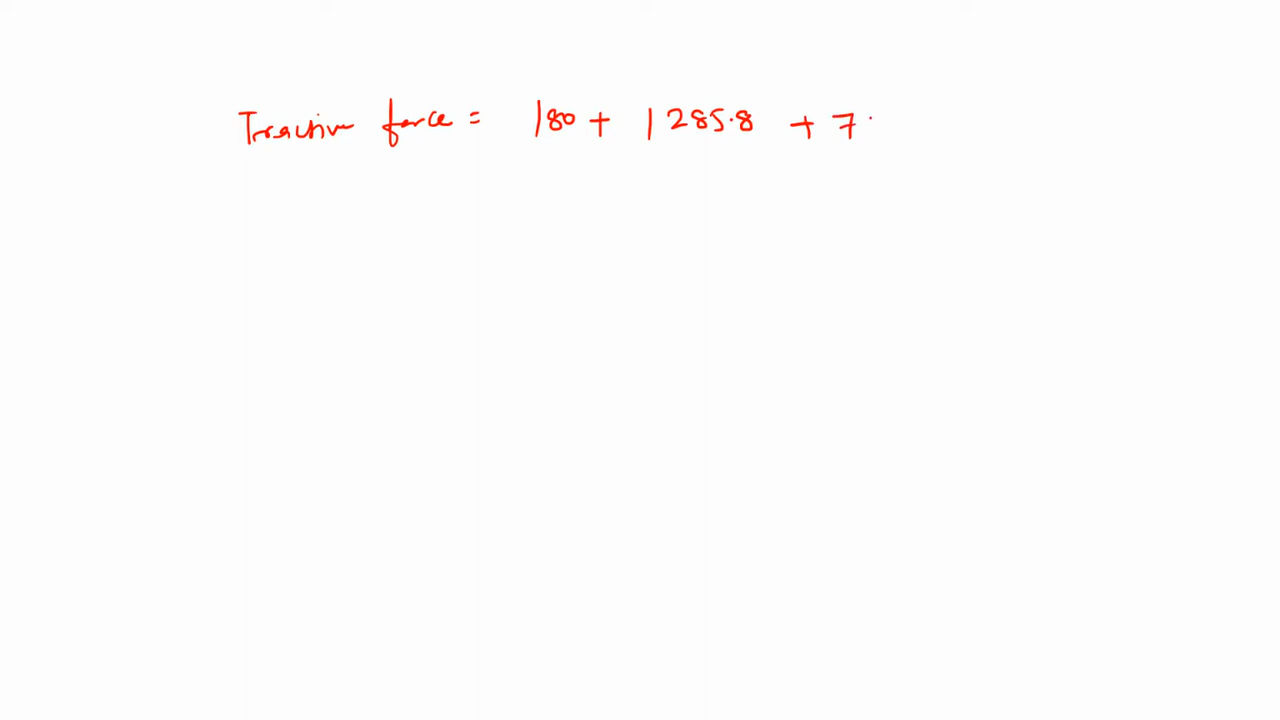 Tractive force = 180 + 1285.8 + 7.